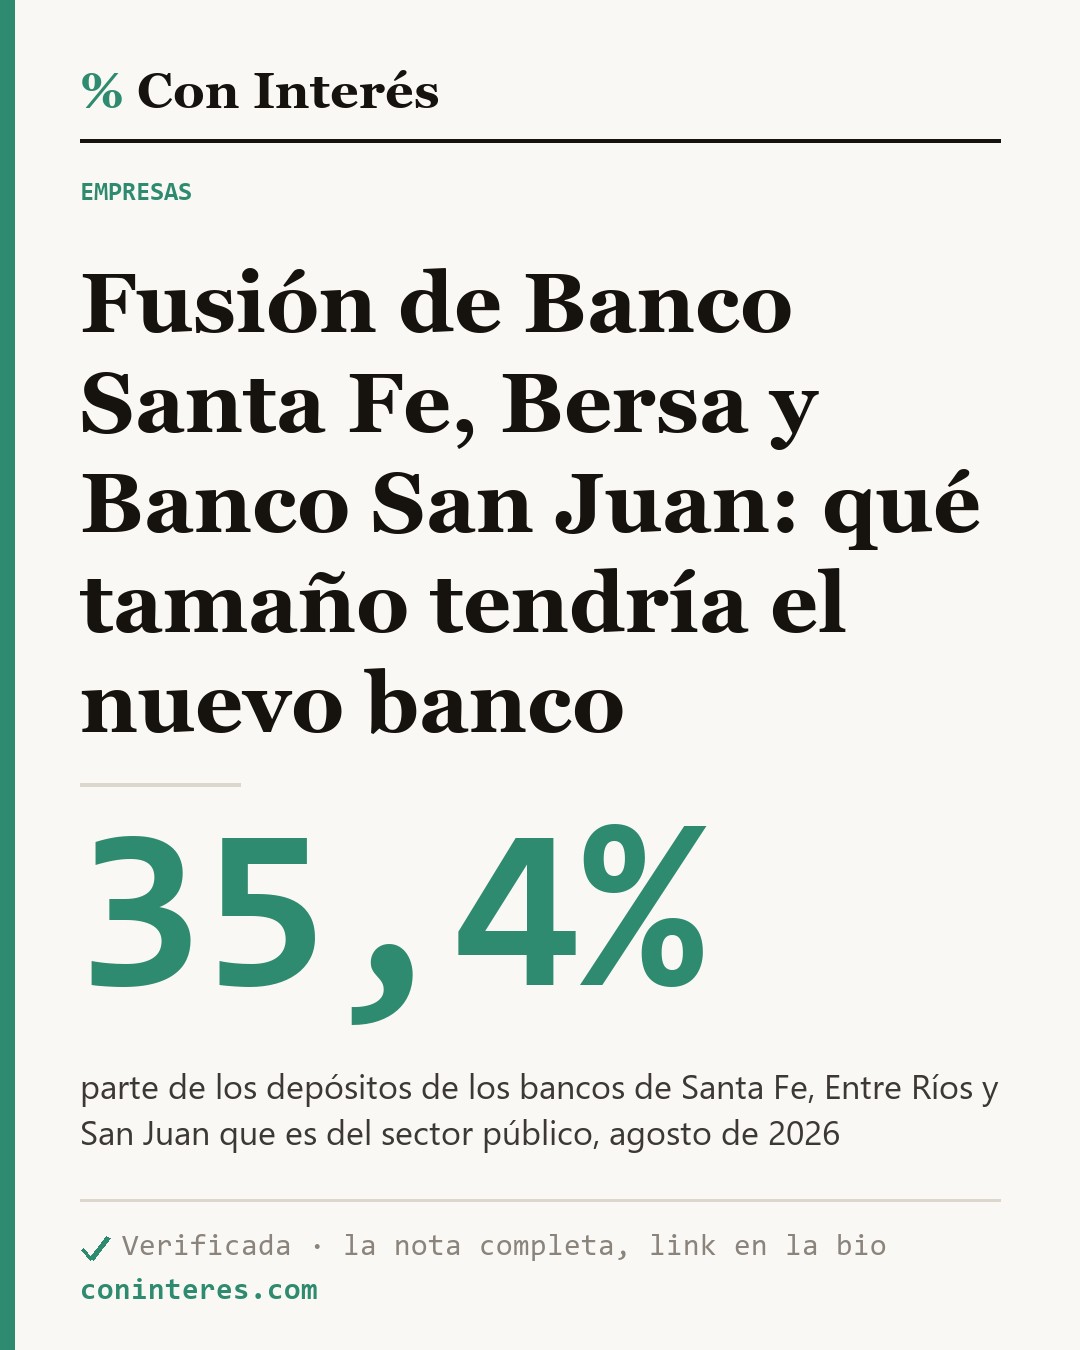 % Con Interés
EMPRESAS
Fusión de Banco
Santa Fe, Bersa y
Banco San Juan: qué
tamaño tendría el
nuevo banco
35,4%
parte de los depósitos de los bancos de Santa Fe, Entre Ríos y
San Juan que es del sector público, agosto de 2026
✓ Verificada · la nota completa, link en la bio
coninteres.com